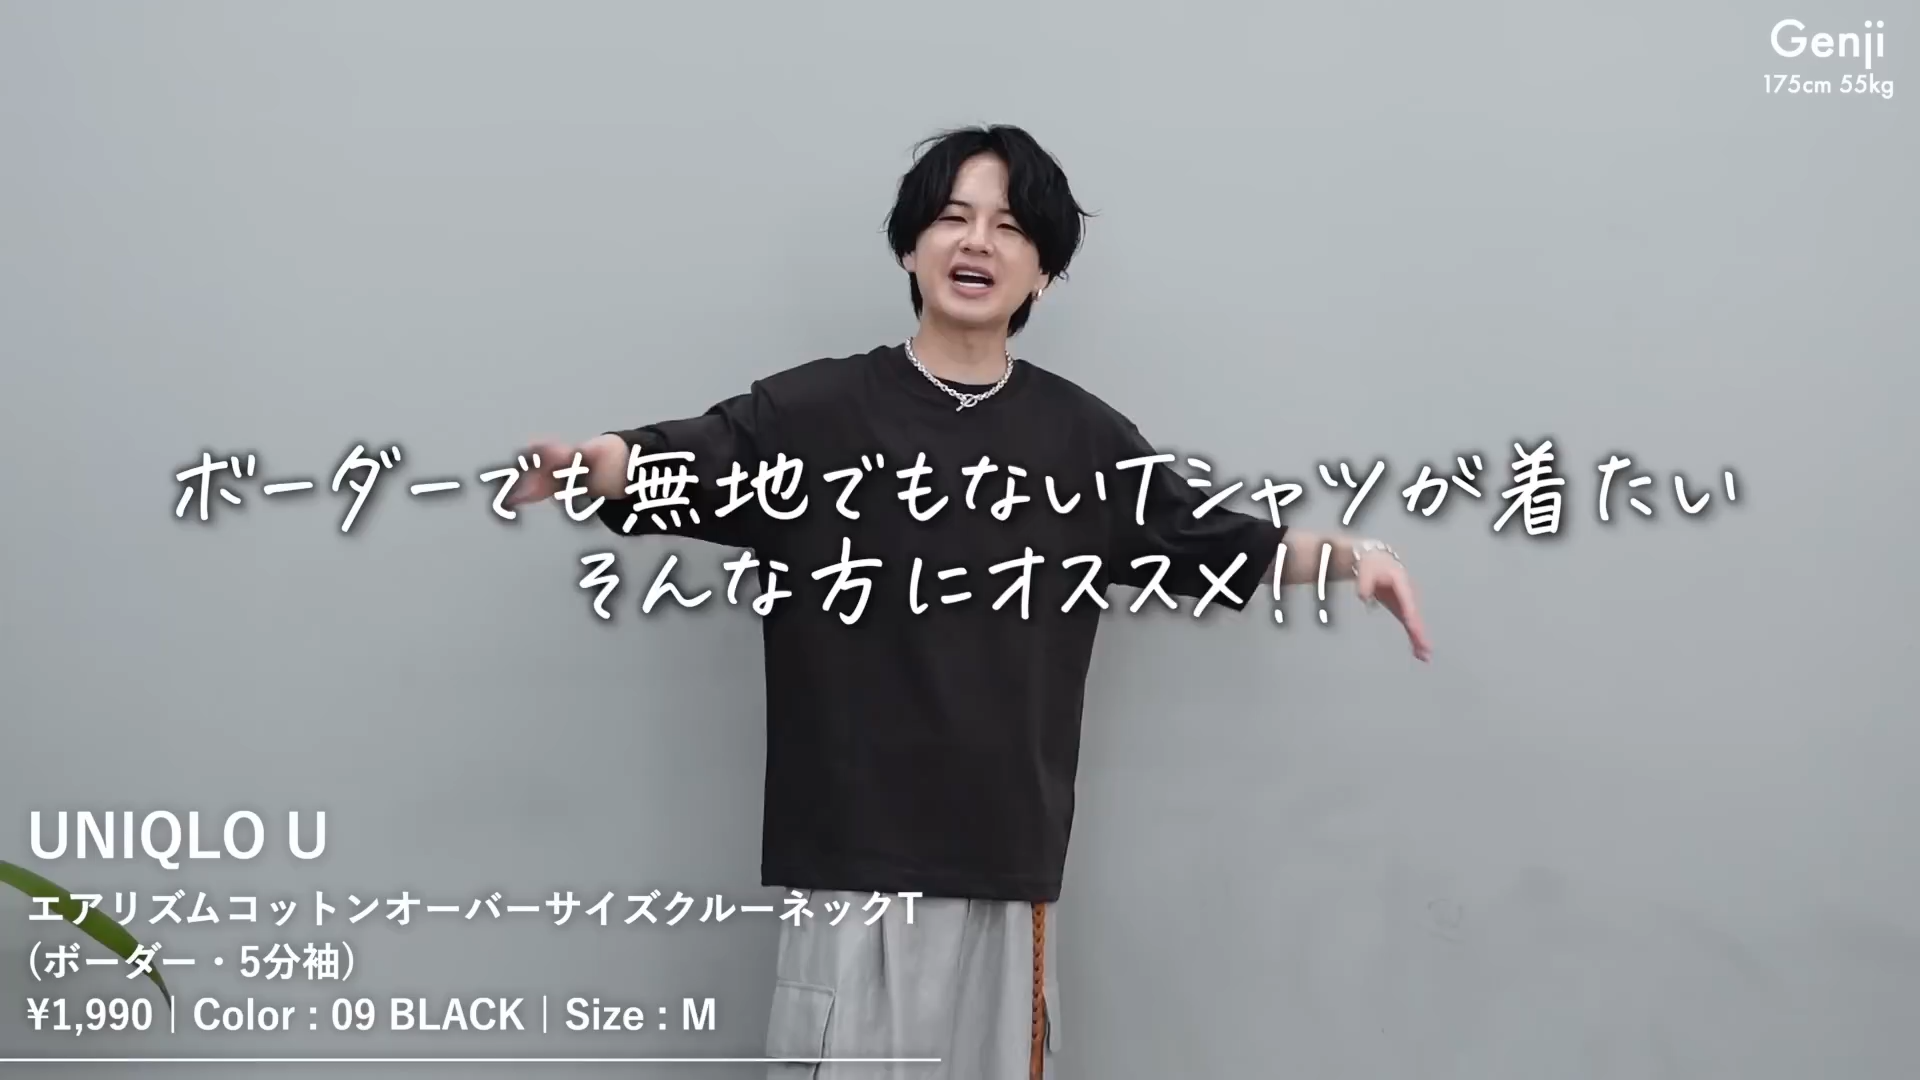 Genji
175cm 55kg
ボーダーでも無地でもないTシャツが着たい
そんな方にオススメ!!
UNIQLO U
エアリズムコットンオーバーサイズクルーネックT
(ボーダー・5分袖)
¥1,990｜Color : 09 BLACK｜Size : M